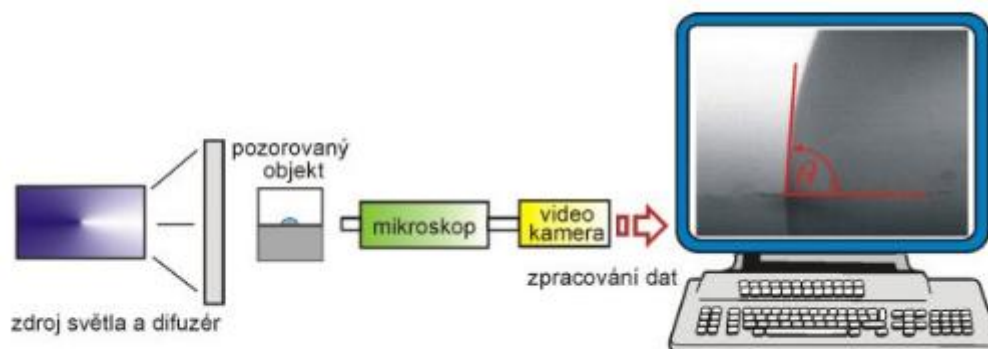 pozorovaný
objekt
mikroskop
video
kamera
zpracování dat
zdroj světla a difuzér